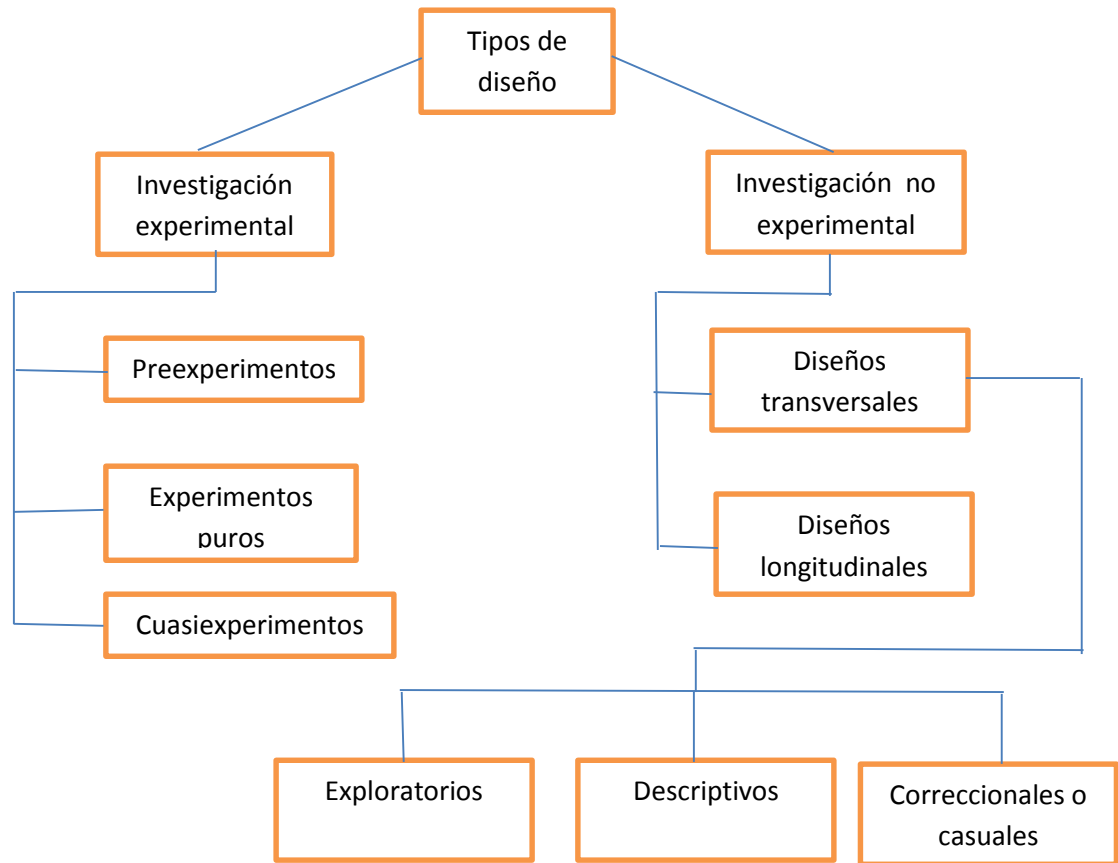 Tipos de
diseño
Investigación
experimental
Investigación no
experimental
Preexperimentos
Diseños
transversales
Experimentos
puros
Diseños
longitudinales
Cuasiexperimentos
Exploratorios
Descriptivos
Correccionales o
casuales